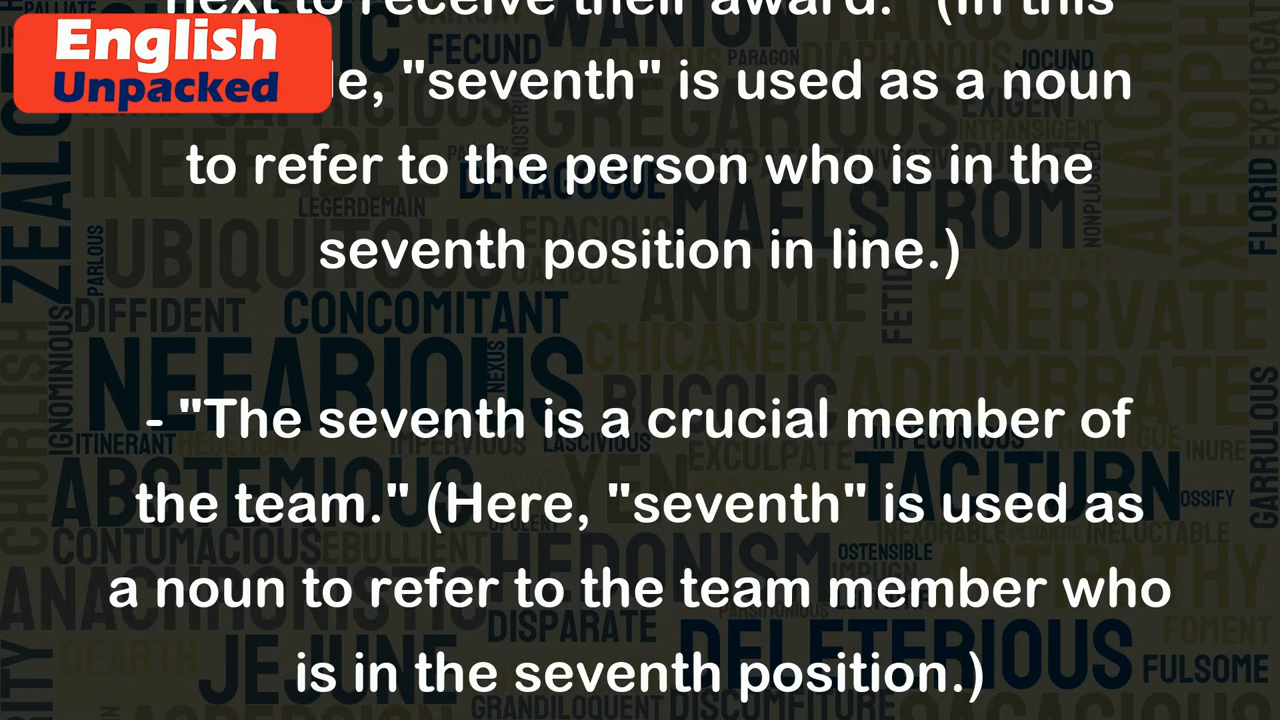 next to receive their award." (In this
English
Unpacked
le, "seventh" is used as a noun
to refer to the person who is in the
seventh position in line.)
- "The seventh is a crucial member of
the team." (Here, "seventh" is used as
a noun to refer to the team member who
is in the seventh position.)
FECUND
WANTON
PARAGON
DIAPHANOUS
JOCUND
GREGARIOUS
EXIGENT
INTRANSIGENT
INEFFABLE
DEMAGOGUE
LEGERDEMAIN
MAELSTROM
NONPLUSSED
FLORID
EXPURGATE
UBIQUITOUS
PARLOUS
ANOMIE
FETID
ENERVATE
DIFFIDENT
CONCOMITANT
CHICANERY
IGNOMINIOUS
NEFARIOUS
NEXUS
BUCOLIC
ADUMBRATE
GARRULOUS
CHURLISH
ITINERANT
IMPERVIOUS
LASCIVIOUS
EXCULPATE
IMPECUNIOUS
INURE
ABSTEMIOUS
YEN
TACITURN
OSSIFY
CONTUMACIOUS
EBULLIENT
HEDONISM
INEXORABLE
PEDANTIC
INELUCTABLE
OSTENSIBLE
IMPUGN
ANTIPATHY
ANACHRONISTIC
DISPARATE
PARSIMONIOUS
DELETERIOUS
FOMENT
FULSOME
DEARTH
JEJUNE
GRANDILOQUENT
DISCOMFITURE